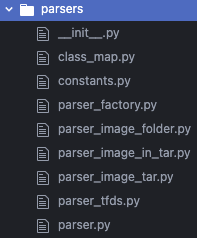 parsers
__init__.py
class_map.py
constants.py
parser_factory.py
parser_image_folder.py
parser_image_in_tar.py
parser_image_tar.py
parser_tfds.py
parser.py